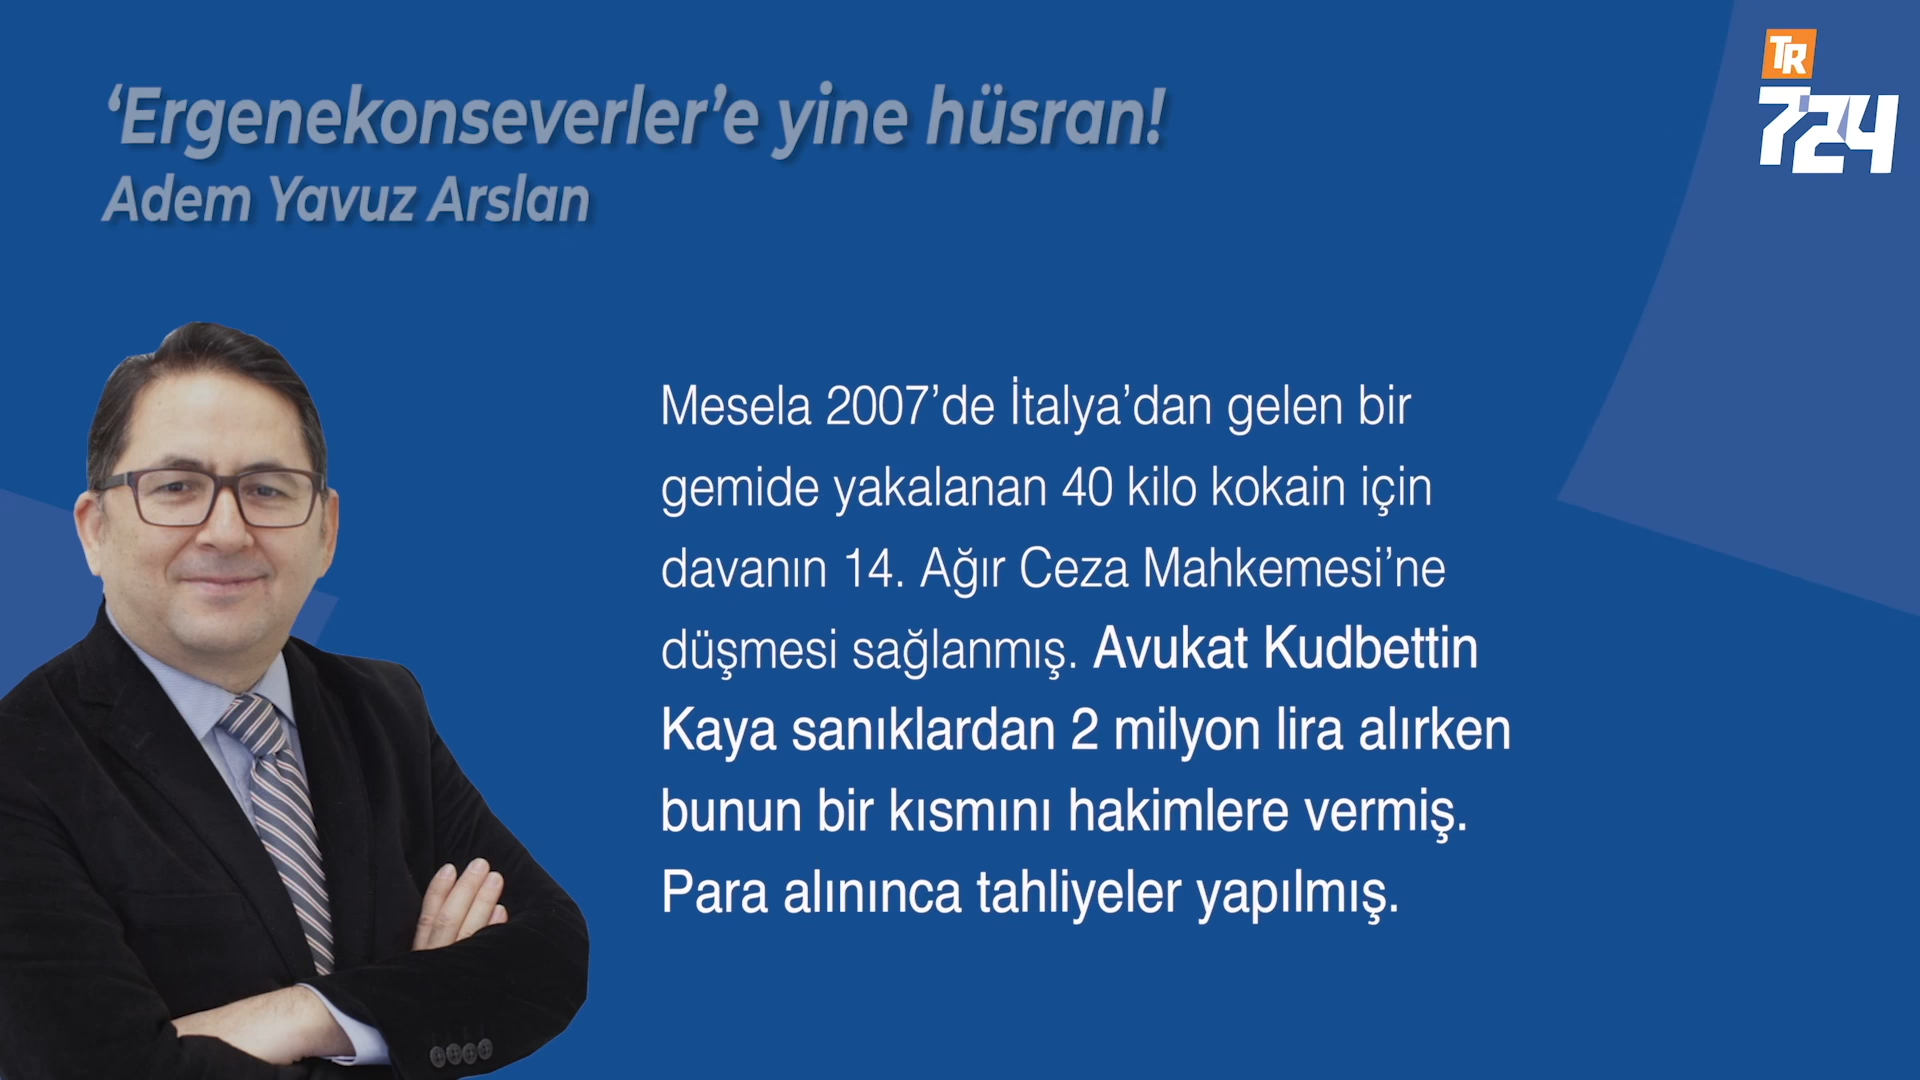 ‘Ergenekonseverler’e yine hüsran!
Adem Yavuz Arslan
TR
724
Mesela 2007’de İtalya’dan gelen bir
gemide yakalanan 40 kilo kokain için
davanın 14. Ağır Ceza Mahkemesi’ne
düşmesi sağlanmış. Avukat Kudbettin
Kaya sanıklardan 2 milyon lira alırken
bunun bir kısmını hakimlere vermiş.
Para alınınca tahliyeler yapılmış.